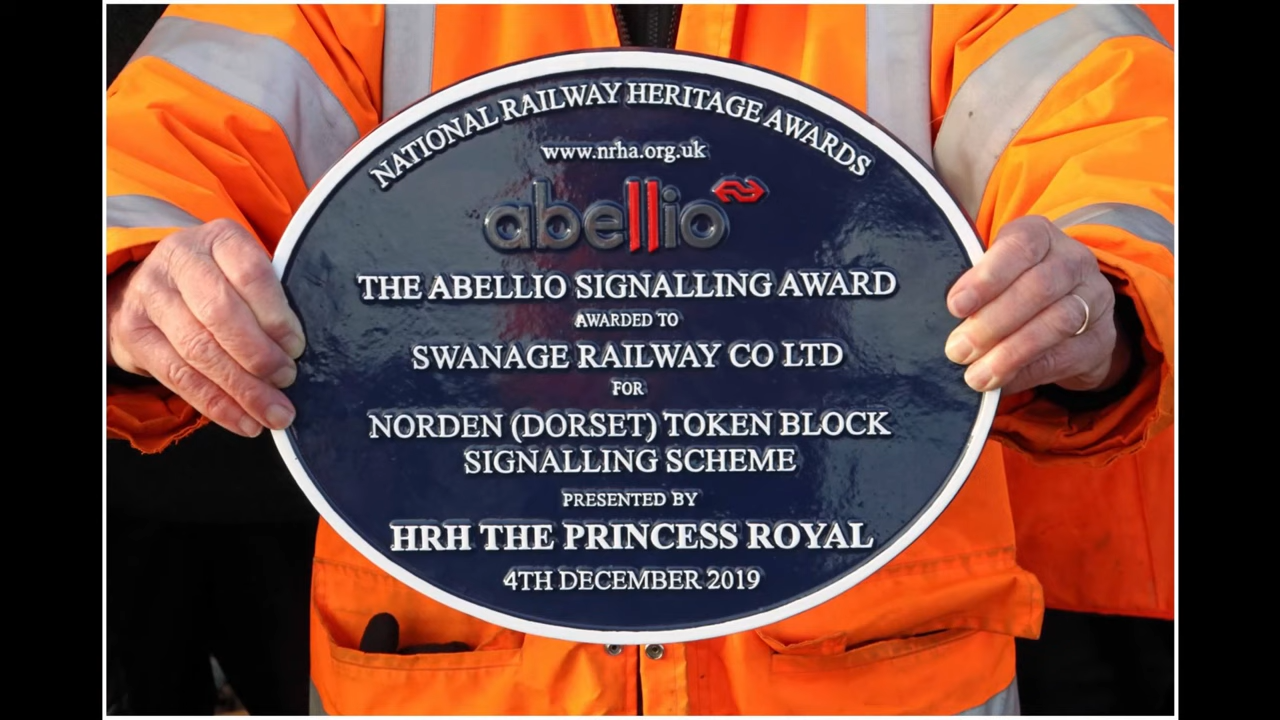 NATIONAL RAILWAY HERITAGE AWARDS
www.nrha.org.uk
abellio
THE ABELLIO SIGNALLING AWARD
AWARDED TO
SWANAGE RAILWAY CO LTD
FOR
NORDEN (DORSET) TOKEN BLOCK
SIGNALLING SCHEME
PRESENTED BY
HRH THE PRINCESS ROYAL
4TH DECEMBER 2019